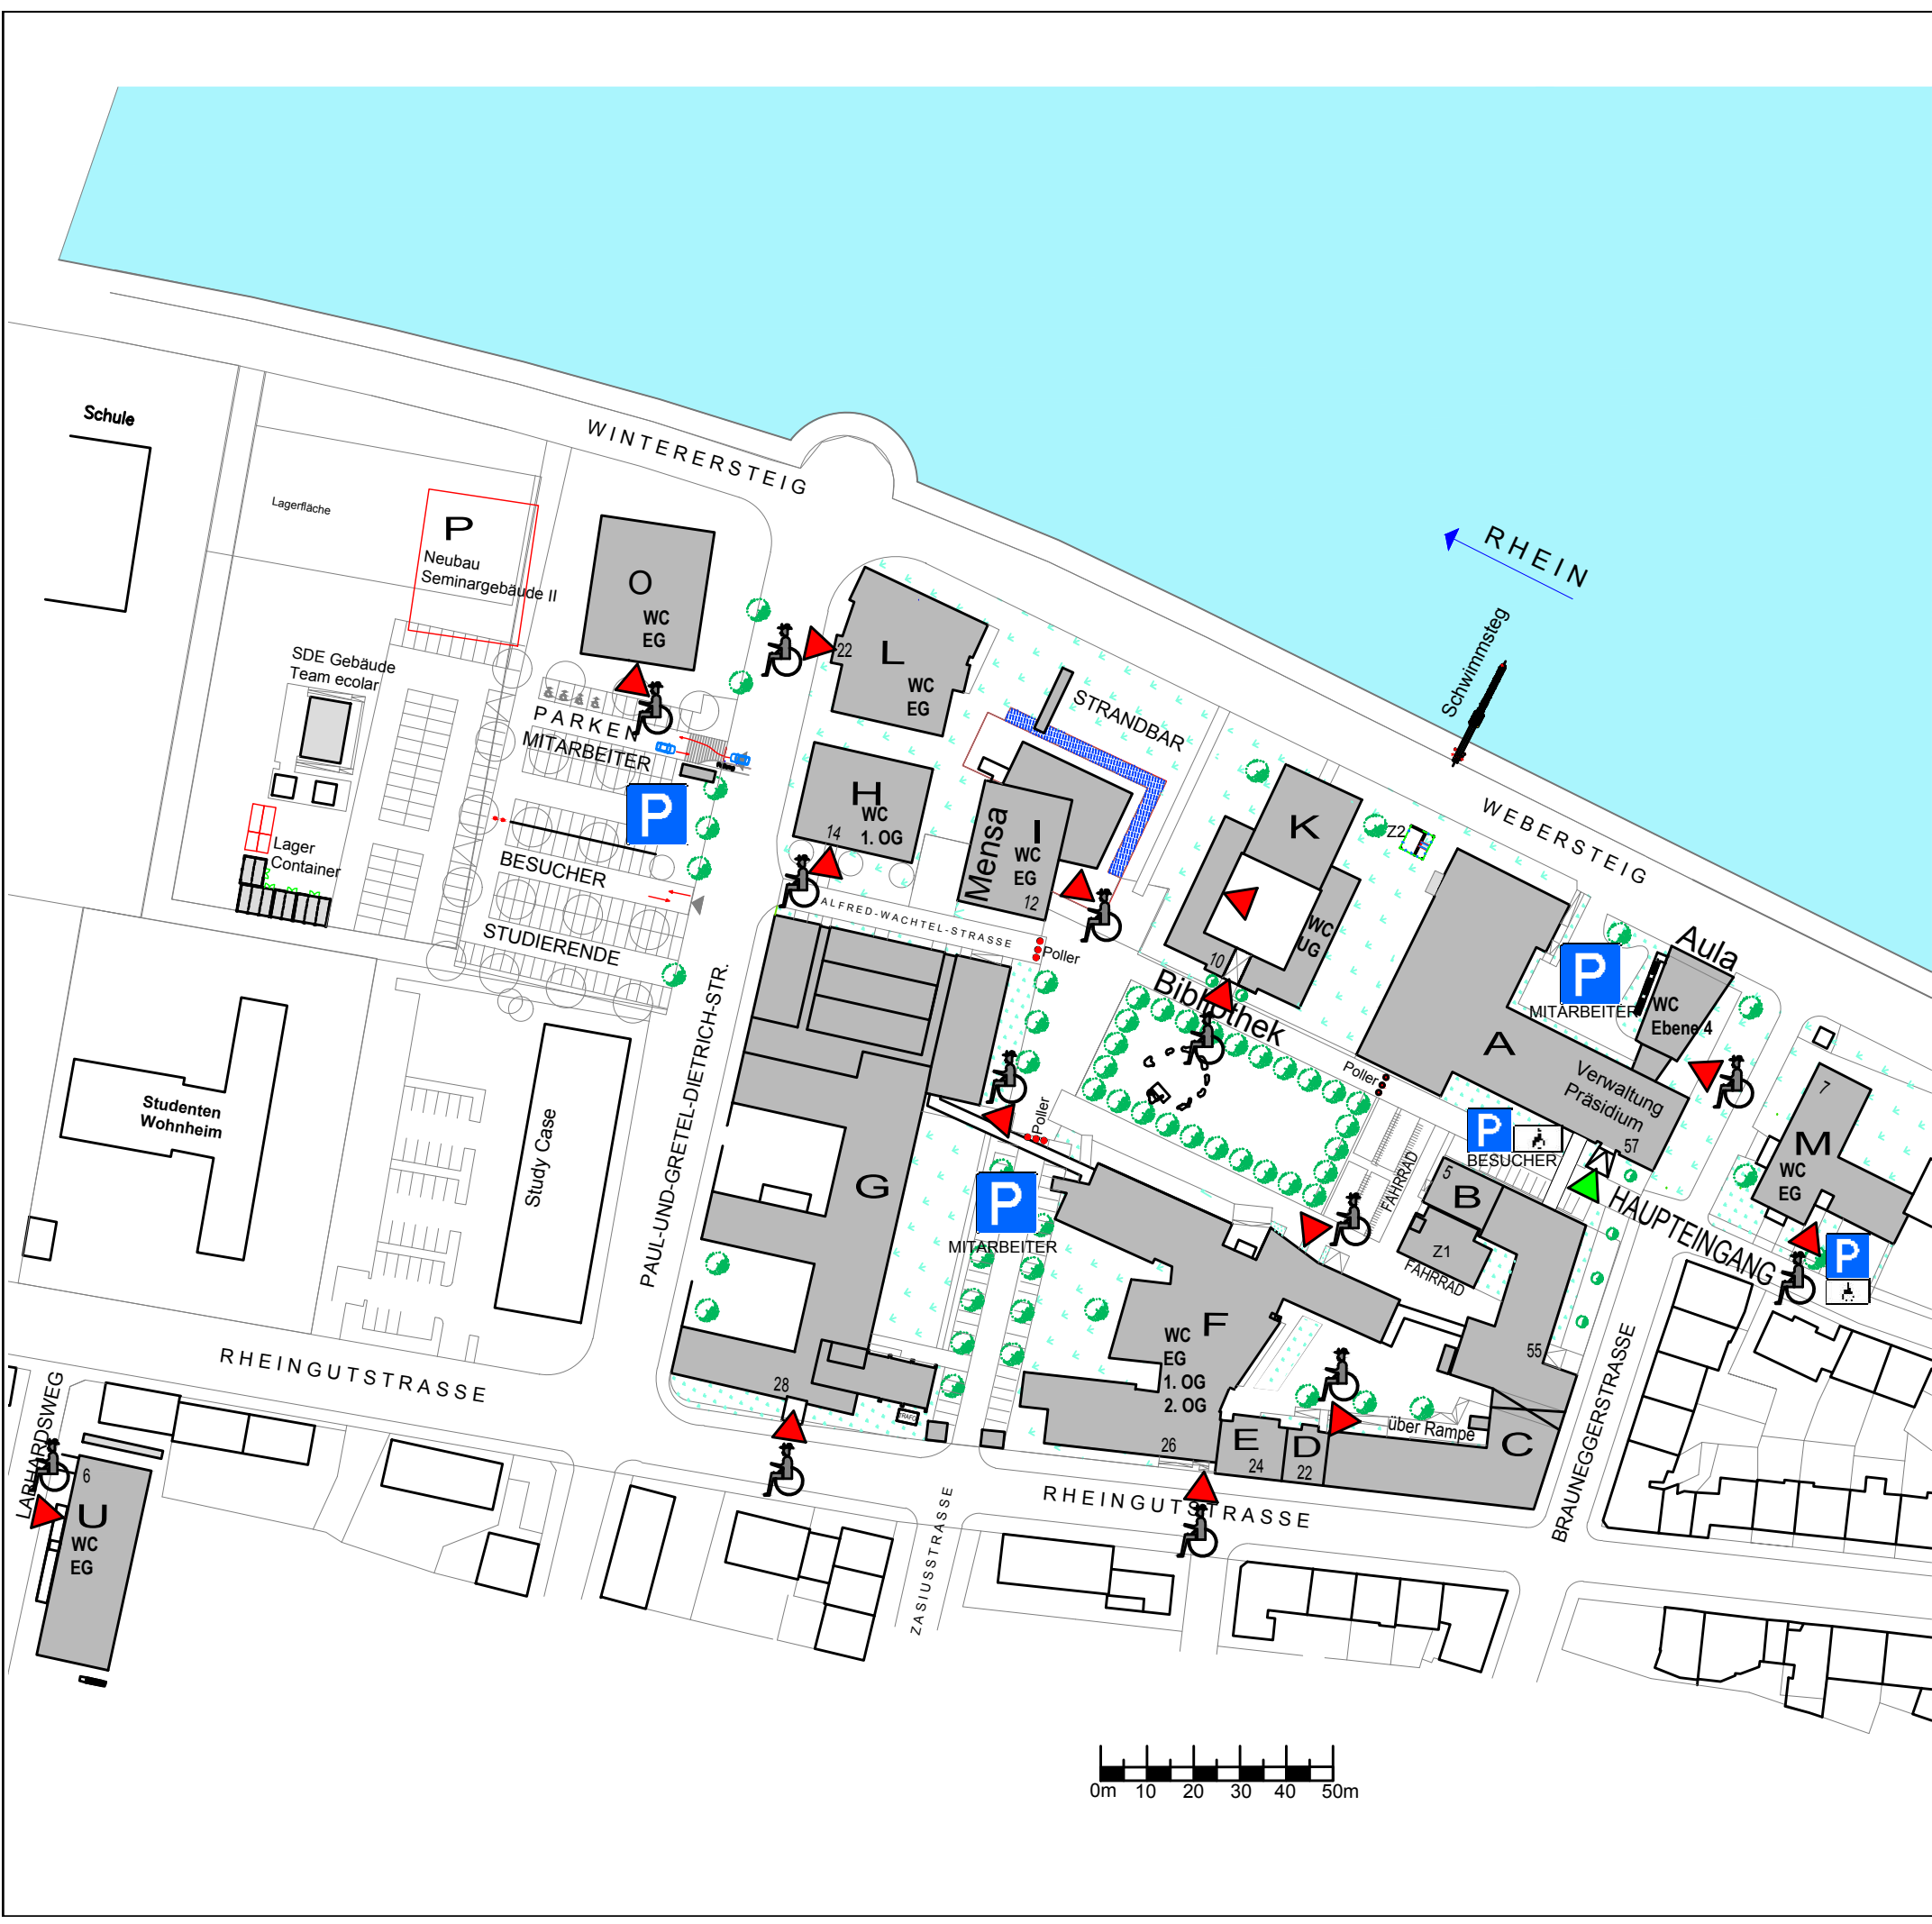 Schule
WINTERERSTEIG
Lagerfläche
P
Neubau
Seminargebäude II
O
WC
EG
RHEIN
Schwimmsteg
SDE Gebäude
Team ecolar
22
L
WC
EG
STRANDBAR
PARKEN
MITARBEITER
P
H
WC
1. OG
14
Mensa
I
WC
EG
12
K
Z2
WEBERSTEIG
Lager
Container
BESUCHER
STUDIERENDE
ALFRED-WACHTEL-STRASSE
Poller
WC
UG
10
Bibliothek
P
MITARBEITER
Aula
WC
Ebene 4
A
Verwaltung
Präsidium
57
Poller
Poller
7
M
WC
EG
Studenten
Wohnheim
Study Case
PAUL-UND-GRETEL-DIETRICH-STR.
G
P
MITARBEITER
P
BESUCHER
FAHRRAD
5
B
Z1
FAHRRAD
HAUPTEINGANG
P
F
WC
EG
1. OG
2. OG
55
RHEINGUTSTRASSE
28
TRAFO
26
E
24
D
22
über Rampe
C
BRAUNEGGERSTRASSE
LARHARDSWEG
6
U
WC
EG
ZASIUSSTRASSE
RHEINGUTSTRASSE
0m 10 20 30 40 50m